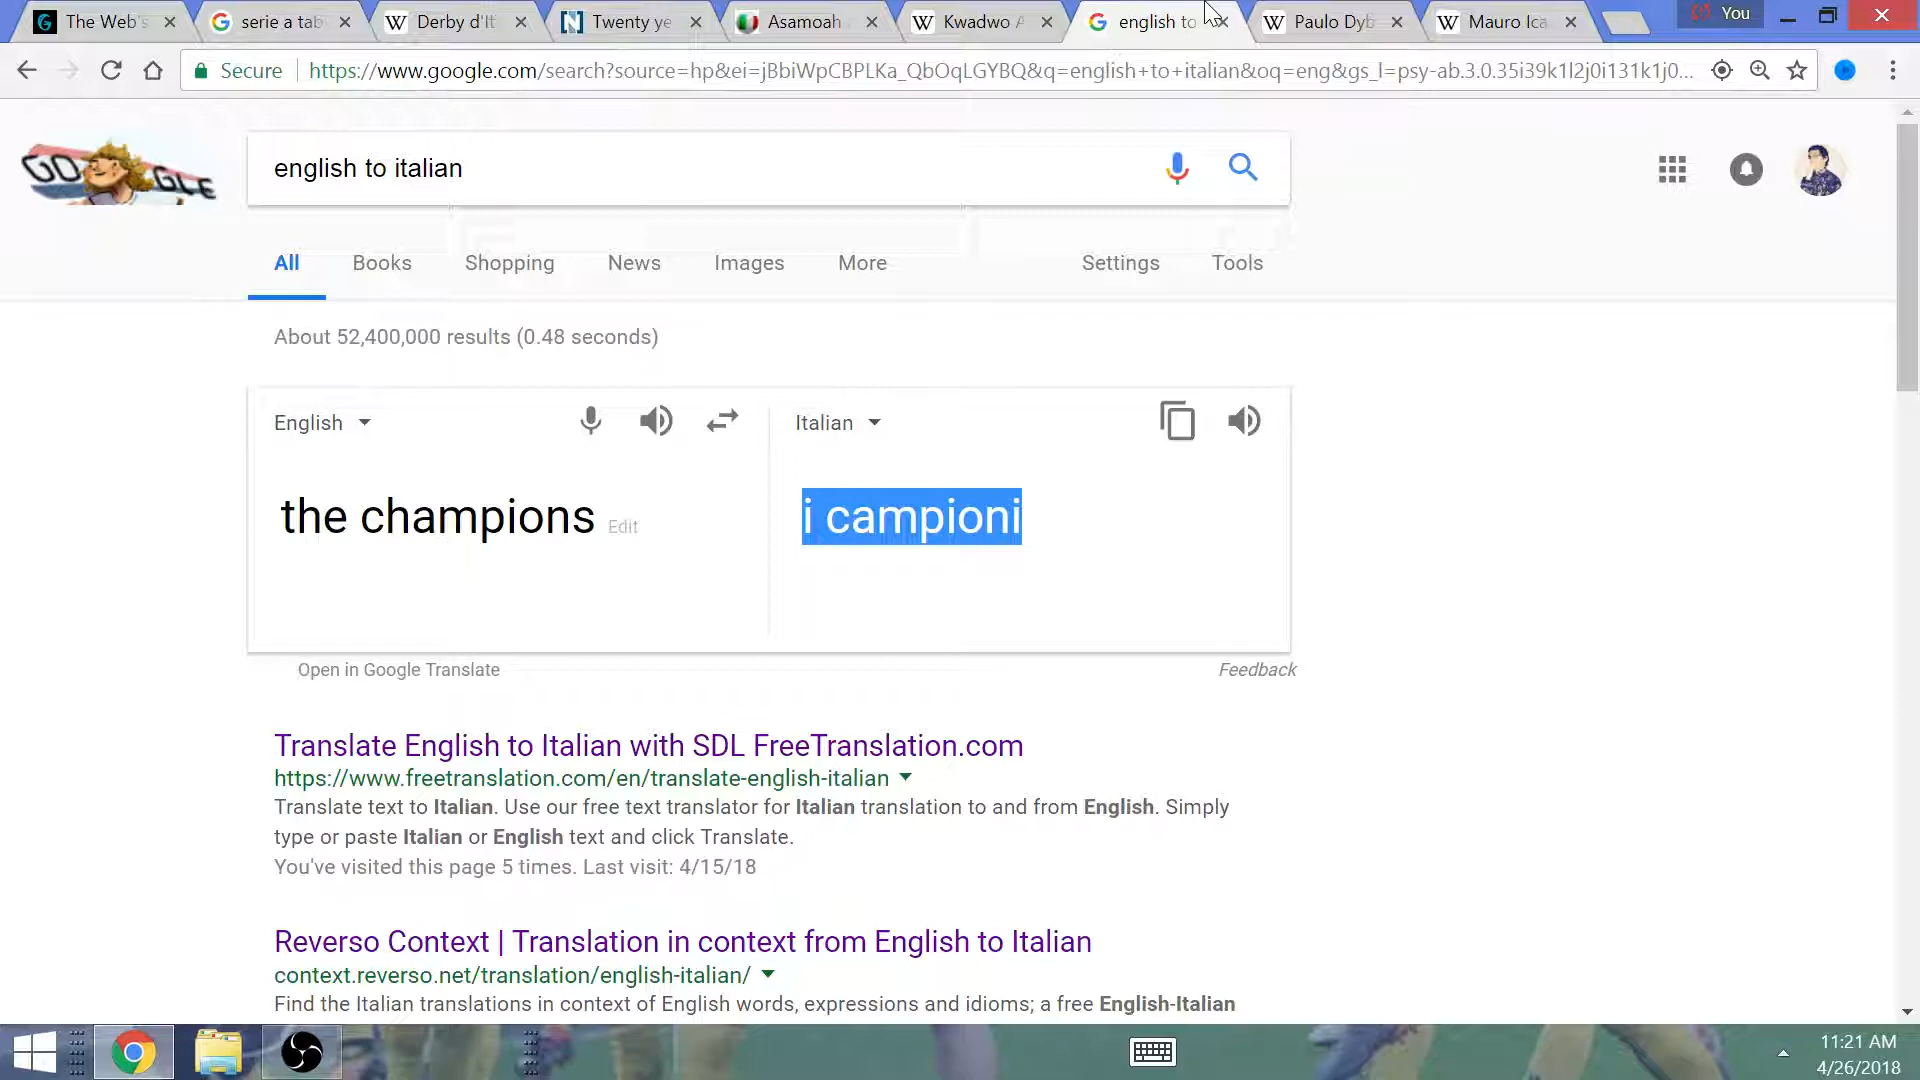 The Web's
serie a tab
Derby d'It
Twenty ye
Asamoah
Kwadwo A
english to
Paulo Dyb
Mauro Ica
You
Secure
https://www.google.com/search?source=hp&ei=jBbiWpCBPLKa_QbOqLGYBQ&q=english+to+italian&oq=eng&gs_l=psy-ab.3.0.35i39k1l2j0i131k1j0...
GO GLE
english to italian
All Books Shopping News Images More Settings Tools
About 52,400,000 results (0.48 seconds)
English Italian
the champions Edit i campioni
Open in Google Translate Feedback
Translate English to Italian with SDL FreeTranslation.com
https://www.freetranslation.com/en/translate-english-italian
Translate text to Italian. Use our free text translator for Italian translation to and from English. Simply
type or paste Italian or English text and click Translate.
You've visited this page 5 times. Last visit: 4/15/18
Reverso Context | Translation in context from English to Italian
context.reverso.net/translation/english-italian/
Find the Italian translations in context of English words, expressions and idioms; a free English-Italian
11:21 AM
4/26/2018